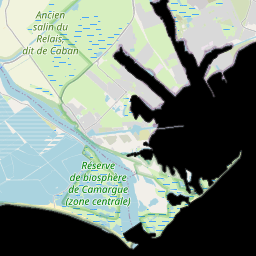 Ancien
salin du
Relais-
dit de Caban
Réserve
de biosphère
de Camargue
(zone centrale)